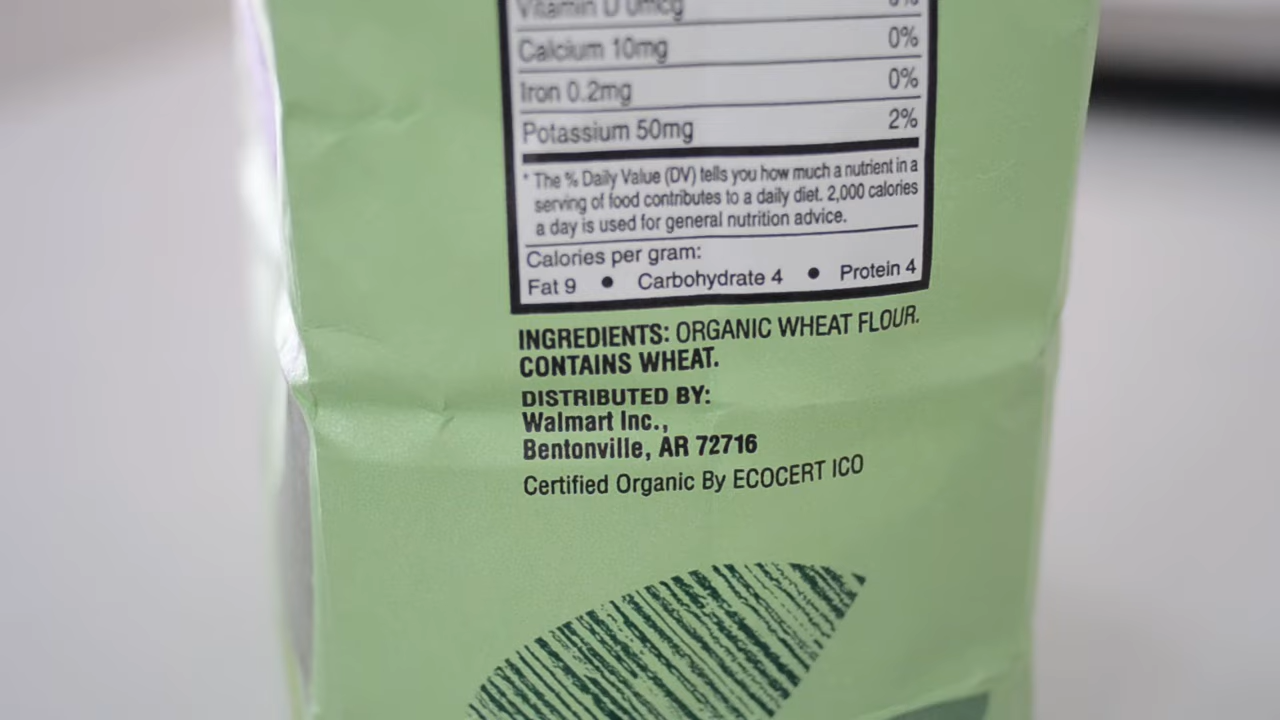 Vitamin D 0mcg 0%
Calcium 10mg 0%
Iron 0.2mg 0%
Potassium 50mg 2%
* The % Daily Value (DV) tells you how much a nutrient in a
serving of food contributes to a daily diet. 2,000 calories
a day is used for general nutrition advice.
Calories per gram:
Fat 9 • Carbohydrate 4 • Protein 4
INGREDIENTS: ORGANIC WHEAT FLOUR.
CONTAINS WHEAT.
DISTRIBUTED BY:
Walmart Inc.,
Bentonville, AR 72716
Certified Organic By ECOCERT ICO